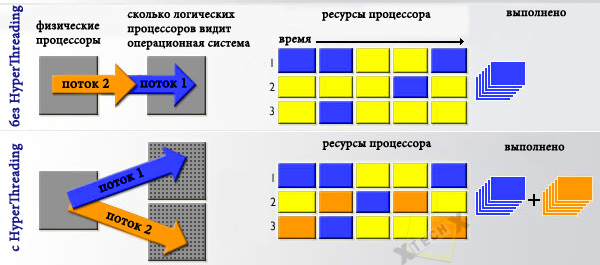 без HyperThreading
физические
процессоры
сколько логических
процессоров видит
операционная система
ресурсы процессора
выполнено
время
поток 2
поток 1
1
2
3
с HyperThreading
ресурсы процессора
выполнено
поток 1
поток 2
1
2
3
+
X TECH X